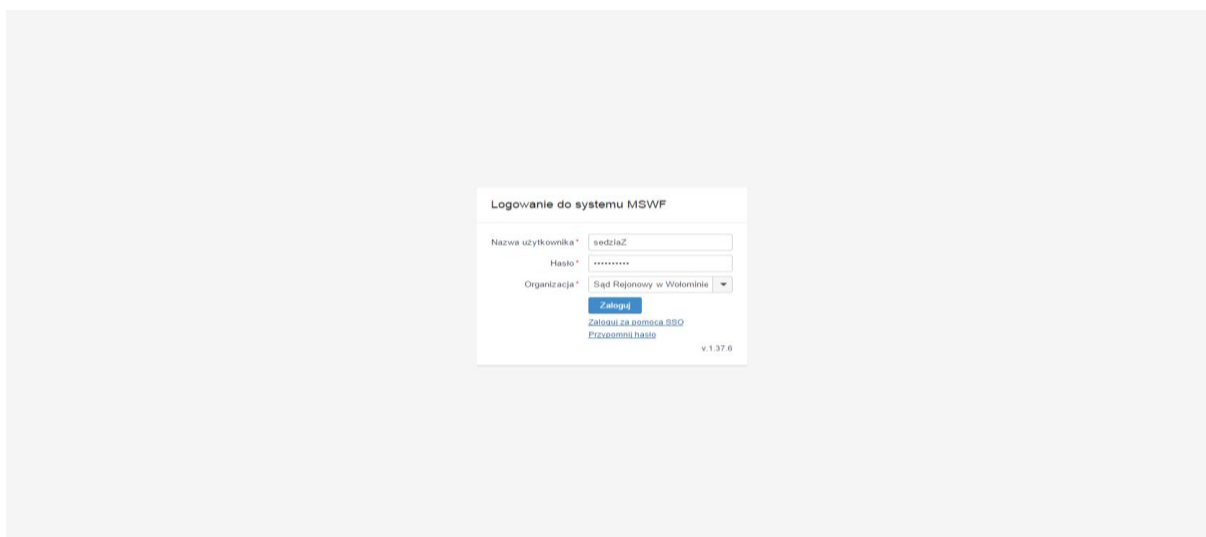 Logowanie do systemu MSWF
Nazwa użytkownika* sedziaZ
Hasło* ••••••••••
Organizacja* Sąd Rejonowy w Wołominie
Zaloguj
Zaloguj za pomocą SSO
Przypomnij hasło
v.1.37.6